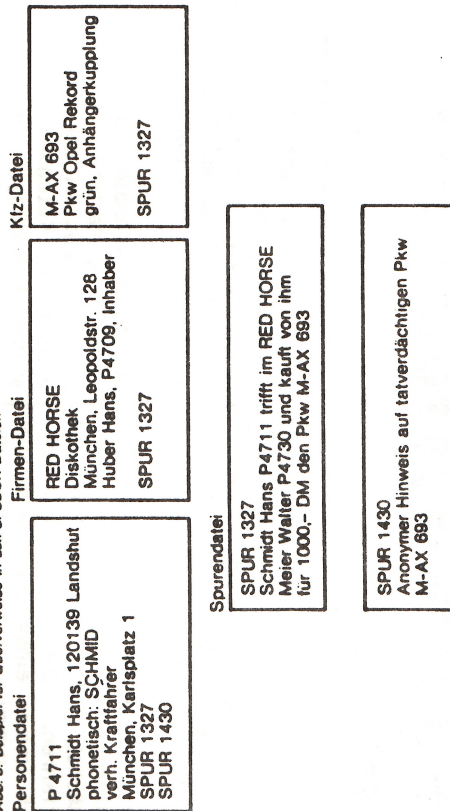 Personendatei
P 4711
Schmidt Hans, 120139 Landshut
phonetisch: SCHMID
verh. Kraftfahrer
München, Karlsplatz 1
SPUR 1327
SPUR 1430
Firmen-Datei
RED HORSE
Diskothek
München, Leopoldstr. 128
Huber Hans, P4709, Inhaber
SPUR 1327
Kfz-Datei
M-AX 693
Pkw Opel Rekord
grün, Anhängerkupplung
SPUR 1327
Spurendatei
SPUR 1327
Schmidt Hans P4711 trifft im RED HORSE
Meier Walter P4730 und kauft von ihm
für 1000,- DM den Pkw M-AX 693
SPUR 1430
Anonymer Hinweis auf tatverdächtigen Pkw
M-AX 693